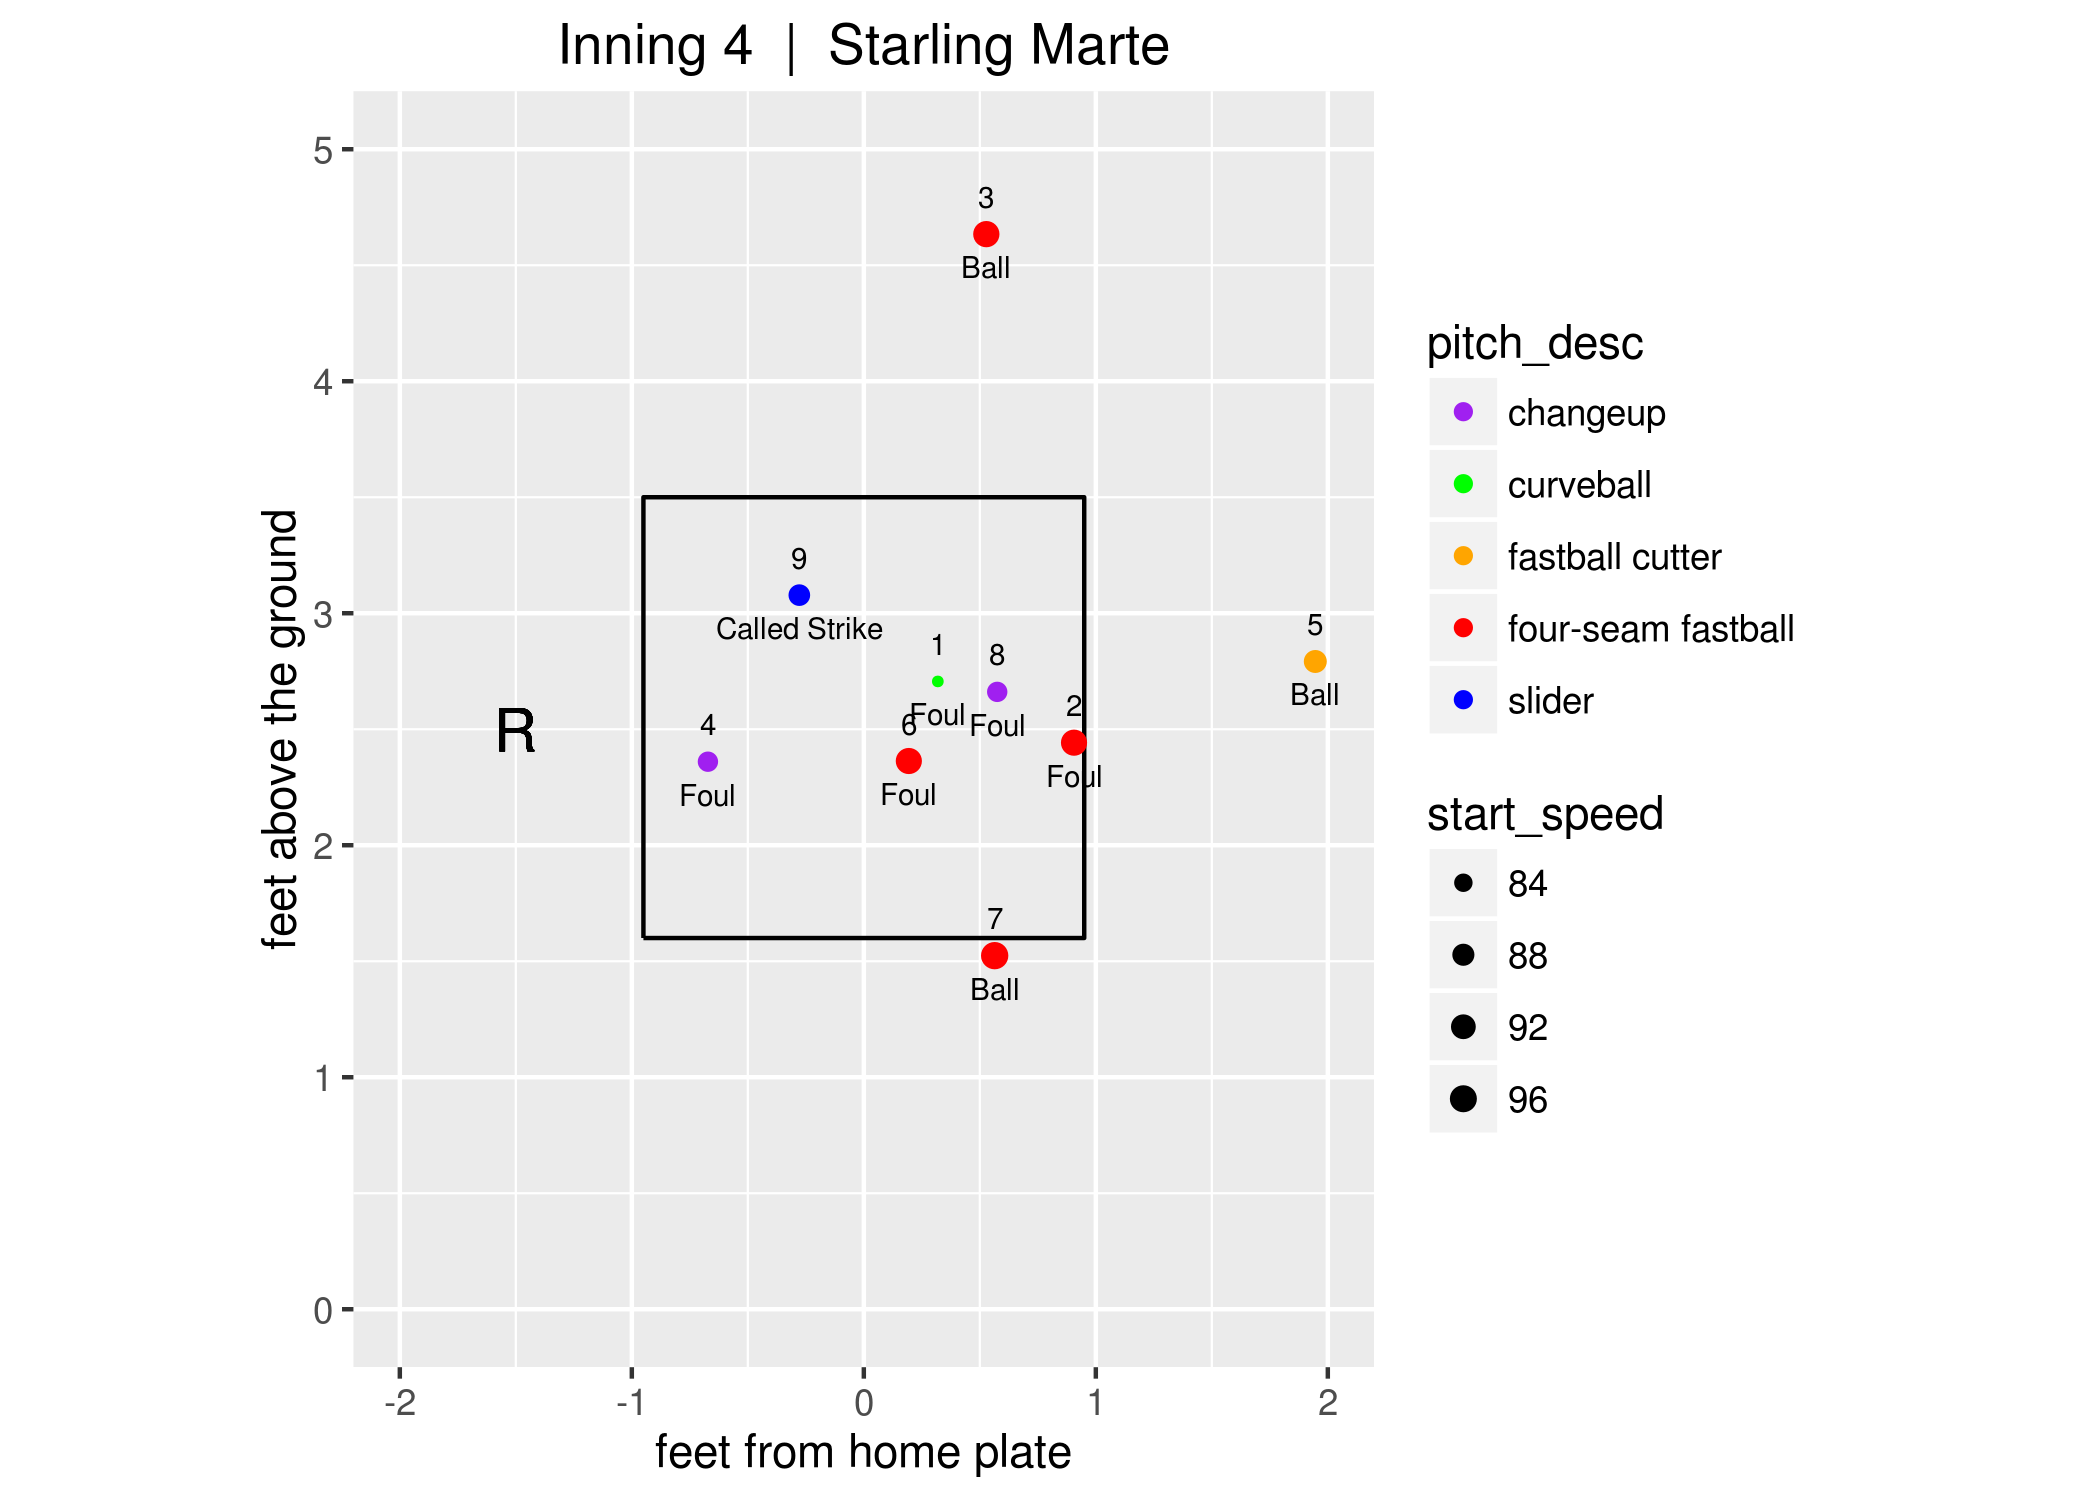 Inning 4 | Starling Marte
feet above the ground
5
4
3
2
1
0
3
Ball
9
Called Strike
1
Foul
8
Foul
5
Ball
2
Foul
4
Foul
6
Foul
R
7
Ball
-2 -1 0 1 2
feet from home plate
pitch_desc
changeup
curveball
fastball cutter
four-seam fastball
slider
start_speed
84
88
92
96